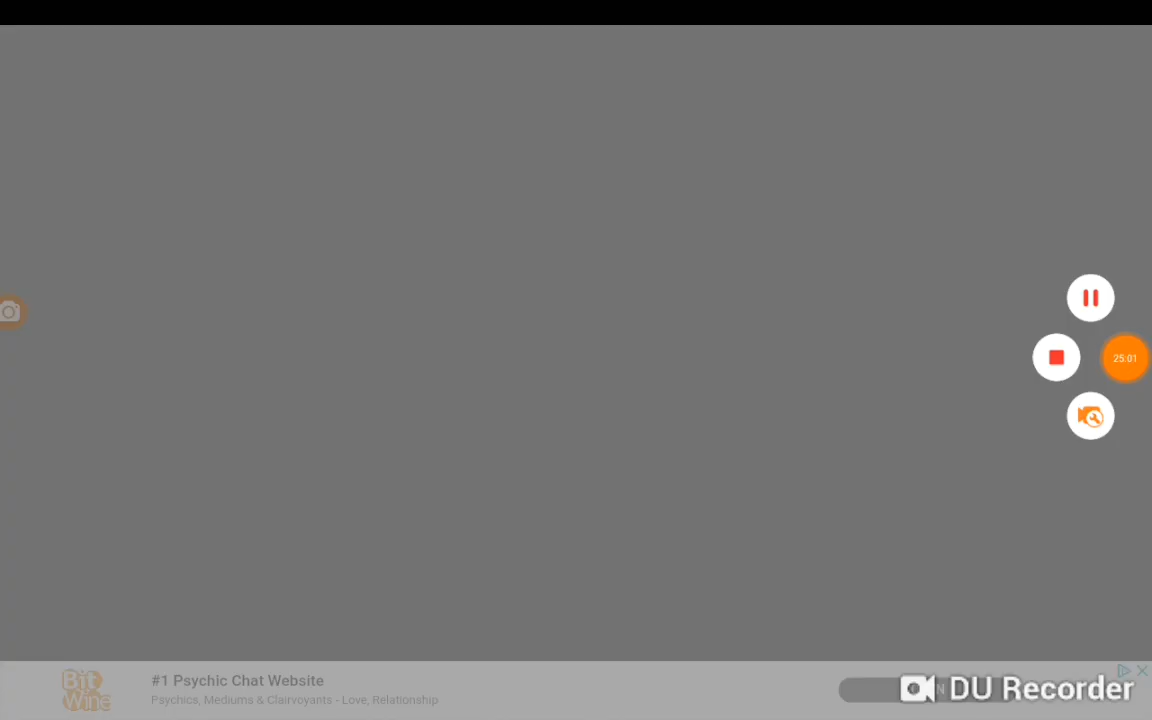 25:01
Bit
Wine
#1 Psychic Chat Website
Psychics, Mediums & Clairvoyants - Love, Relationship
DU Recorder